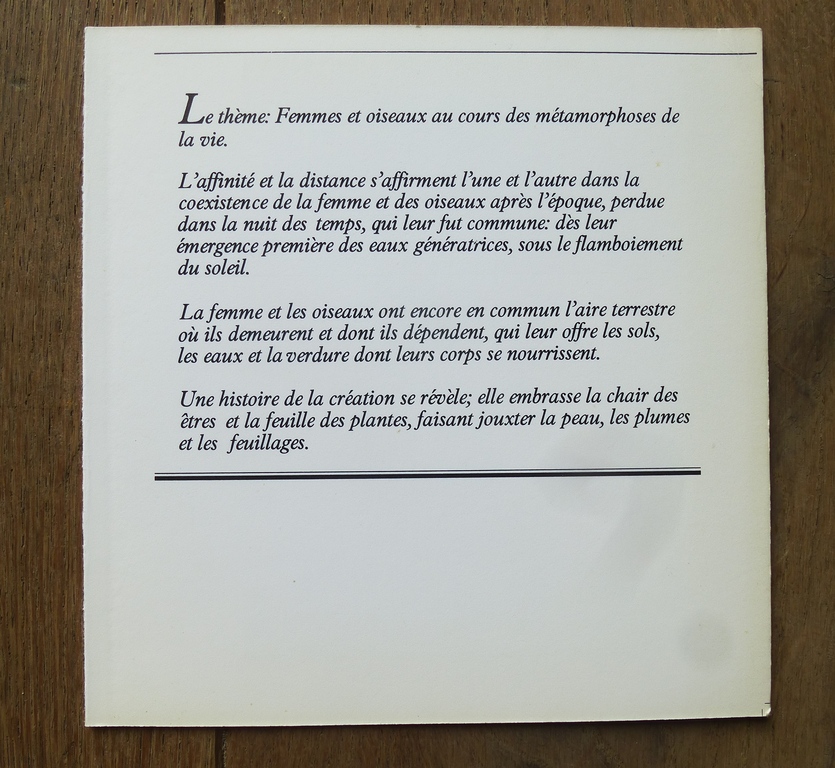 Le thème: Femmes et oiseaux au cours des métamorphoses de
la vie.
L'affinité et la distance s'affirment l'une et l'autre dans la
coexistence de la femme et des oiseaux après l'époque, perdue
dans la nuit des temps, qui leur fut commune: dès leur
émergence première des eaux génératrices, sous le flamboiement
du soleil.
La femme et les oiseaux ont encore en commun l'aire terrestre
où ils demeurent et dont ils dépendent, qui leur offre les sols,
les eaux et la verdure dont leurs corps se nourrissent.
Une histoire de la création se révèle; elle embrasse la chair des
êtres et la feuille des plantes, faisant jouxter la peau, les plumes
et les feuillages.